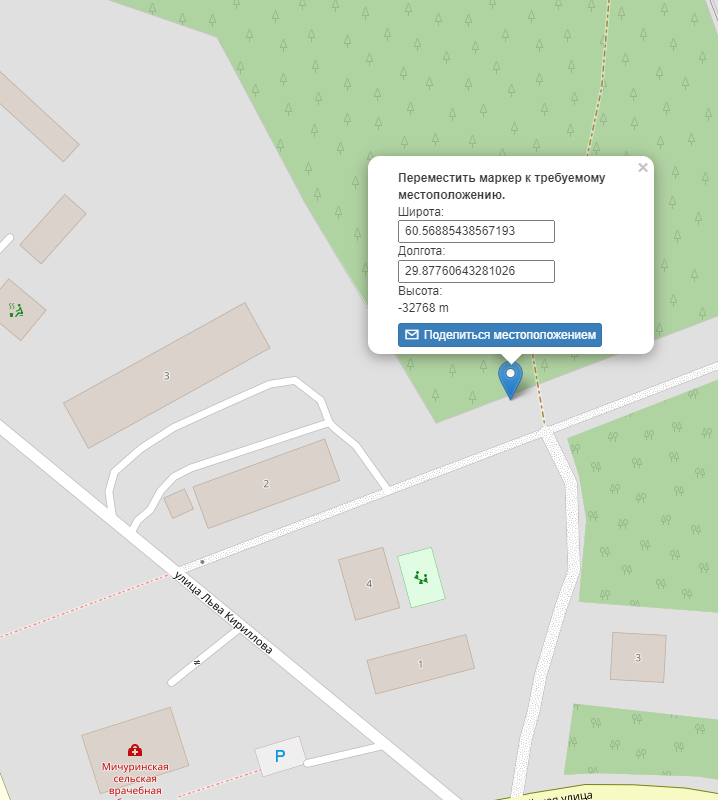 Переместить маркер к требуемому
местоположению.
×
Широта:
60.56885438567193
Долгота:
29.87760643281026
Высота:
-32768 m
Поделиться местоположением
3
2
4
1
3
улица Льва Кириллова
P
Мичуринская
сельская
врачебная
улица